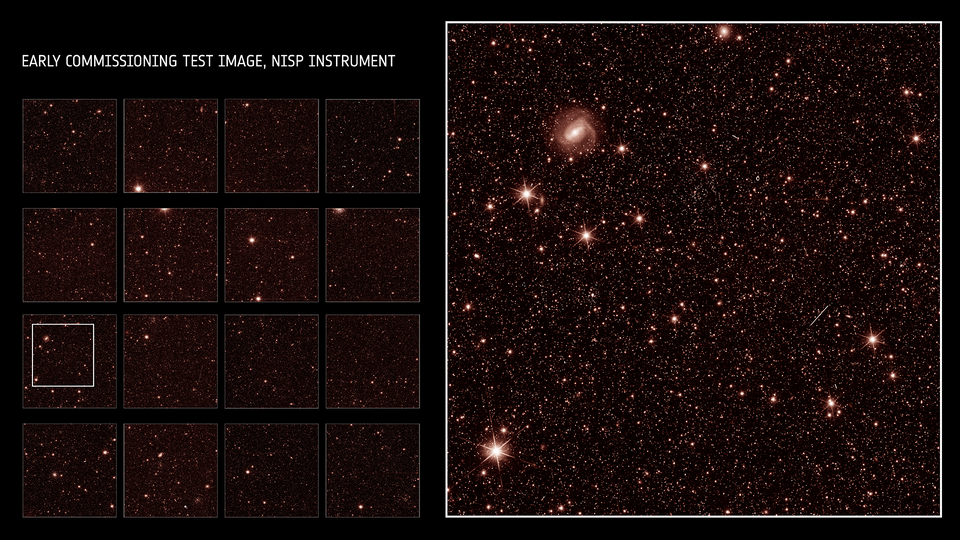 EARLY COMMISSIONING TEST IMAGE, NISP INSTRUMENT